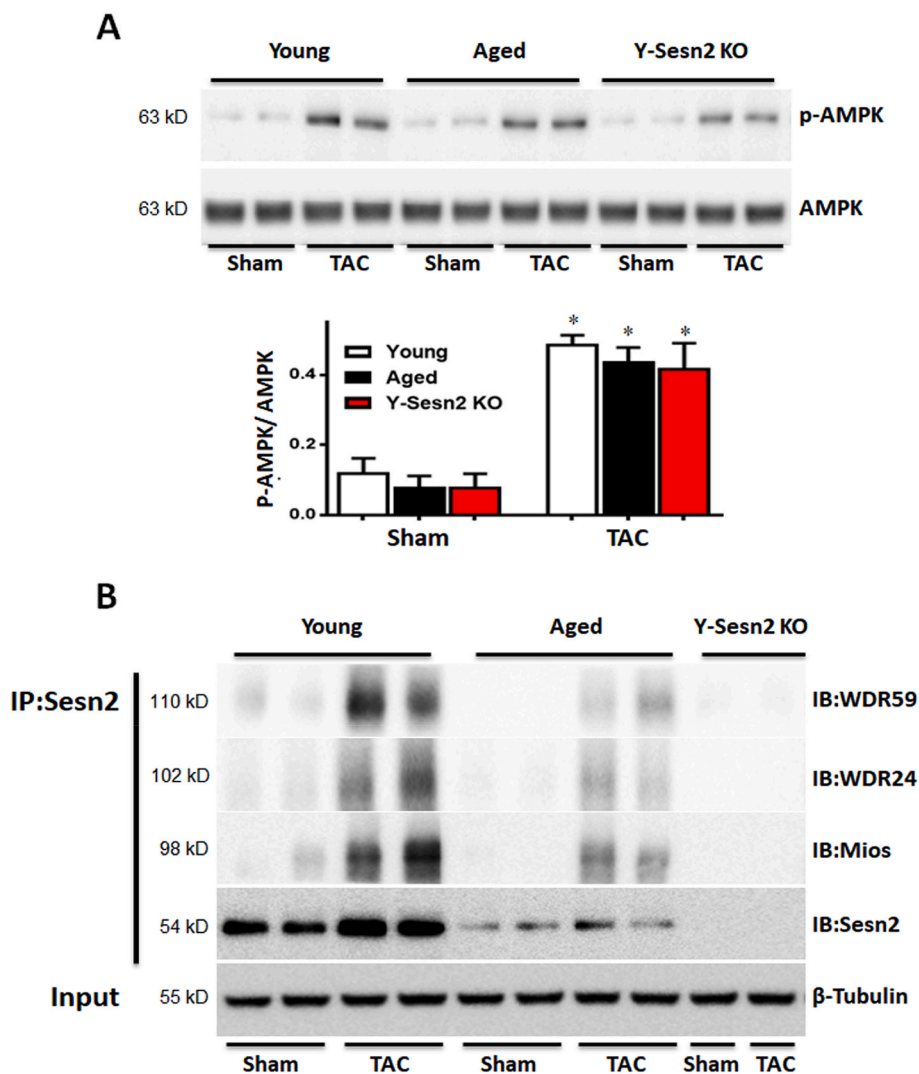 A
Young Aged Y-Sesn2 KO
63 kD p-AMPK
63 kD AMPK
Sham TAC Sham TAC Sham TAC
* * *
Young
0.4
Aged
Y-Sesn2 KO
0.2
0.0
P-AMPK/ AMPK
Sham TAC
B
Young Aged Y-Sesn2 KO
IP:Sesn2 110 kD IB:WDR59
102 kD IB:WDR24
98 kD IB:Mios
54 kD IB:Sesn2
Input 55 kD β-Tubulin
Sham TAC Sham TAC Sham TAC